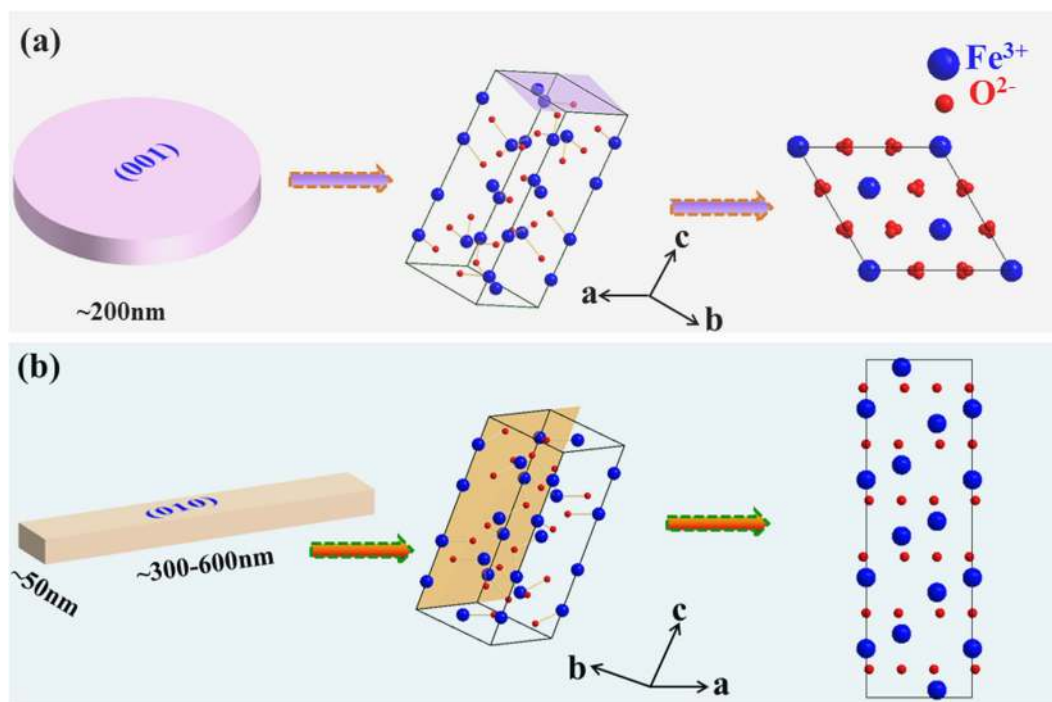 (a)
Fe3+
O2-
(001)
c
a
b
~200nm
(b)
(010)
~300-600nm
~50nm
c
b
a